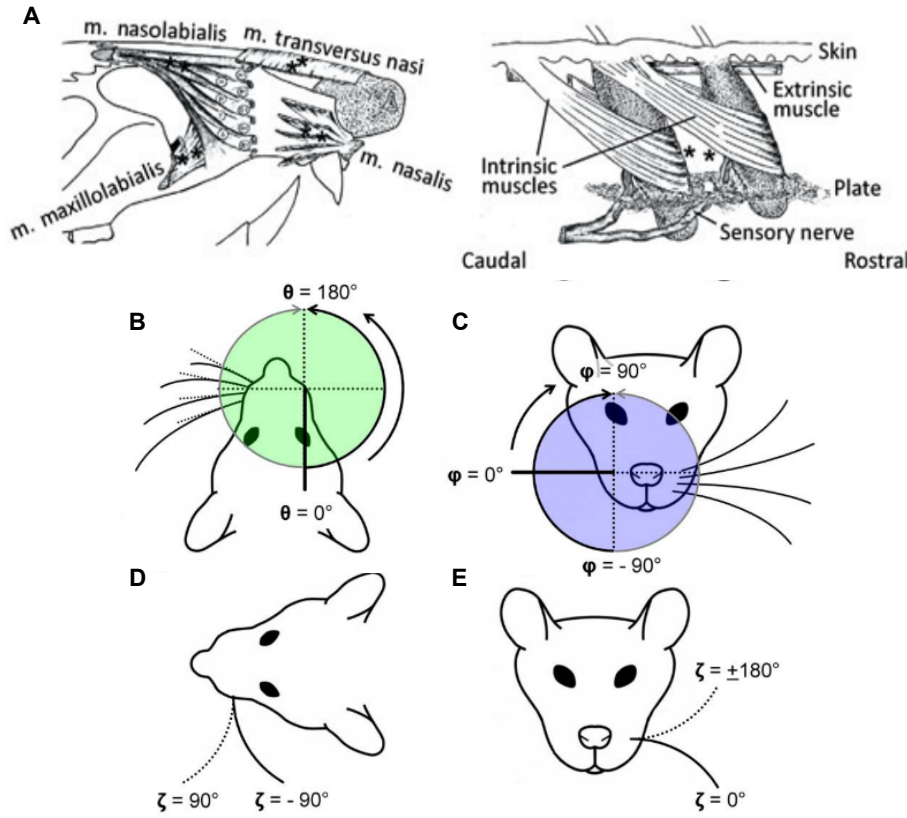 A
m. nasolabialis
m. transversus nasi
m. maxillolabialis
m. nasalis
Skin
Extrinsic
muscle
Intrinsic
muscles
Plate
Sensory nerve
Caudal
Rostral
B
θ = 180°
θ = 0°
C
φ = 90°
φ = 0°
φ = - 90°
D
ζ = 90°
ζ = - 90°
E
ζ = ±180°
ζ = 0°